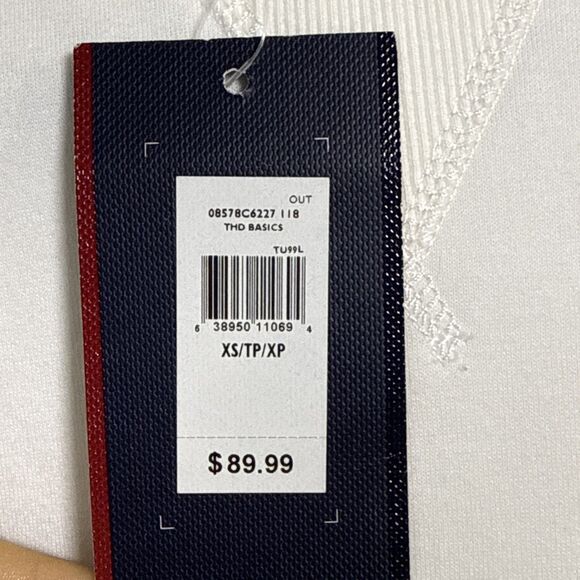 OUT
08578C6227 118
THD BASICS
TU99L
6 38950 11069 4
XS/TP/XP
$89.99